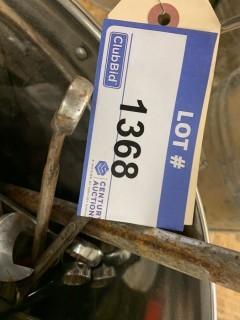 LOT #
1368
ClubBid
CENTURY
AUCTION